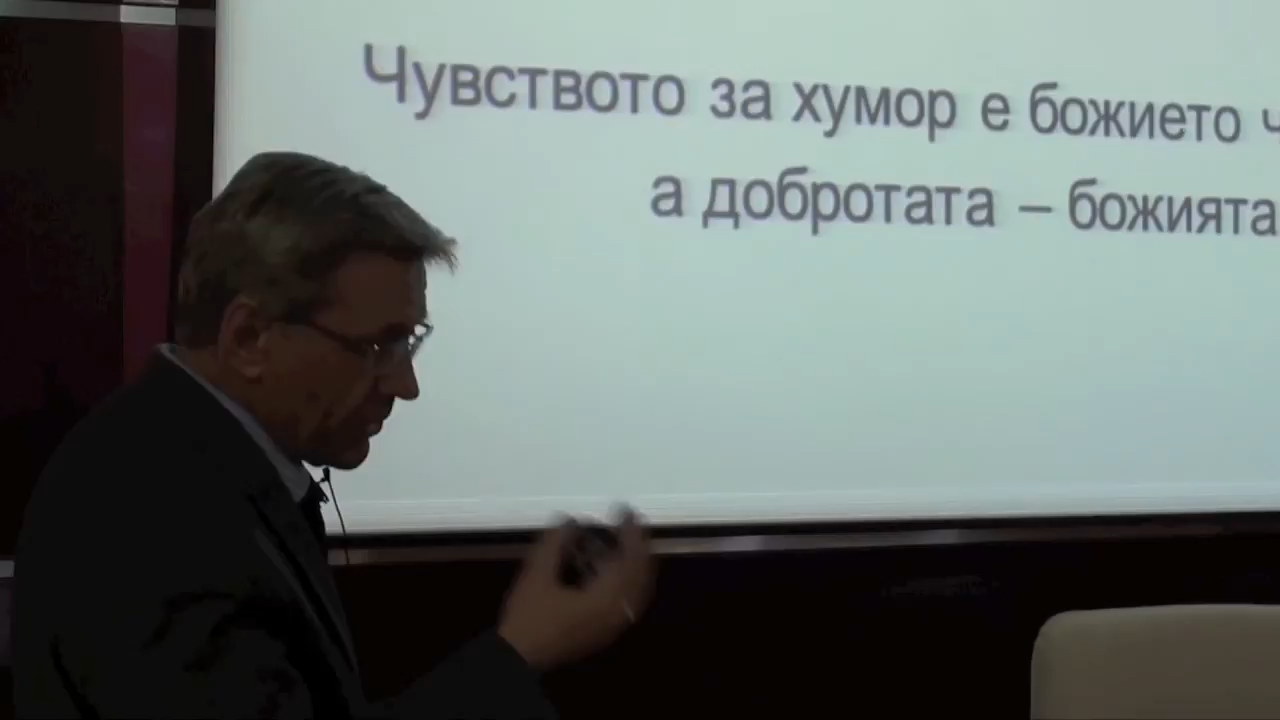 Чувството за хумор е божието
а добротата – божията